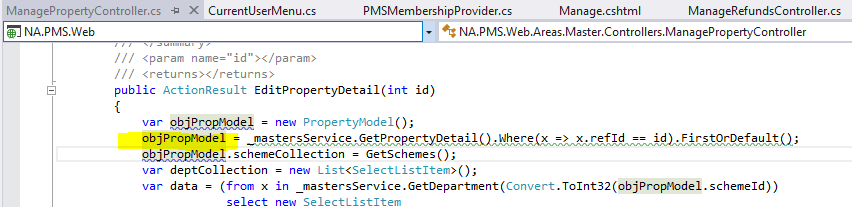 ManagePropertyController.cs CurrentUserMenu.cs PMSMembershipProvider.cs Manage.cshtml ManageRefundsController.cs
NA.PMS.Web NA.PMS.Web.Areas.Master.Controllers.ManagePropertyController
/// </summary>
/// <param name="id"></param>
/// <returns></returns>
public ActionResult EditPropertyDetail(int id)
{
var objPropModel = new PropertyModel();
objPropModel = _mastersService.GetPropertyDetail().Where(x => x.refId == id).FirstOrDefault();
objPropModel.schemeCollection = GetSchemes();
var deptCollection = new List<SelectListItem>();
var data = (from x in _mastersService.GetDepartment(Convert.ToInt32(objPropModel.schemeId))
select new SelectListItem